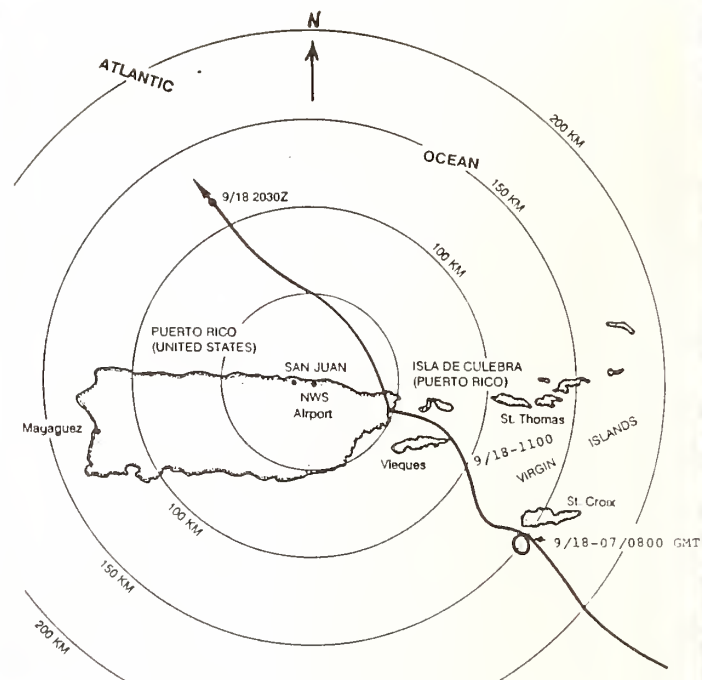 N
ATLANTIC
200 KM
OCEAN
150 KM
9/18 2030Z
100 KM
PUERTO RICO
(UNITED STATES)
SAN JUAN
NWS
Airport
ISLA DE CULEBRA
(PUERTO RICO)
St. Thomas
Mayaguez
Vieques
9/18-1100
VIRGIN
ISLANDS
St. Croix
9/18-07/0800 GMT
100 KM
150 KM
200 KM